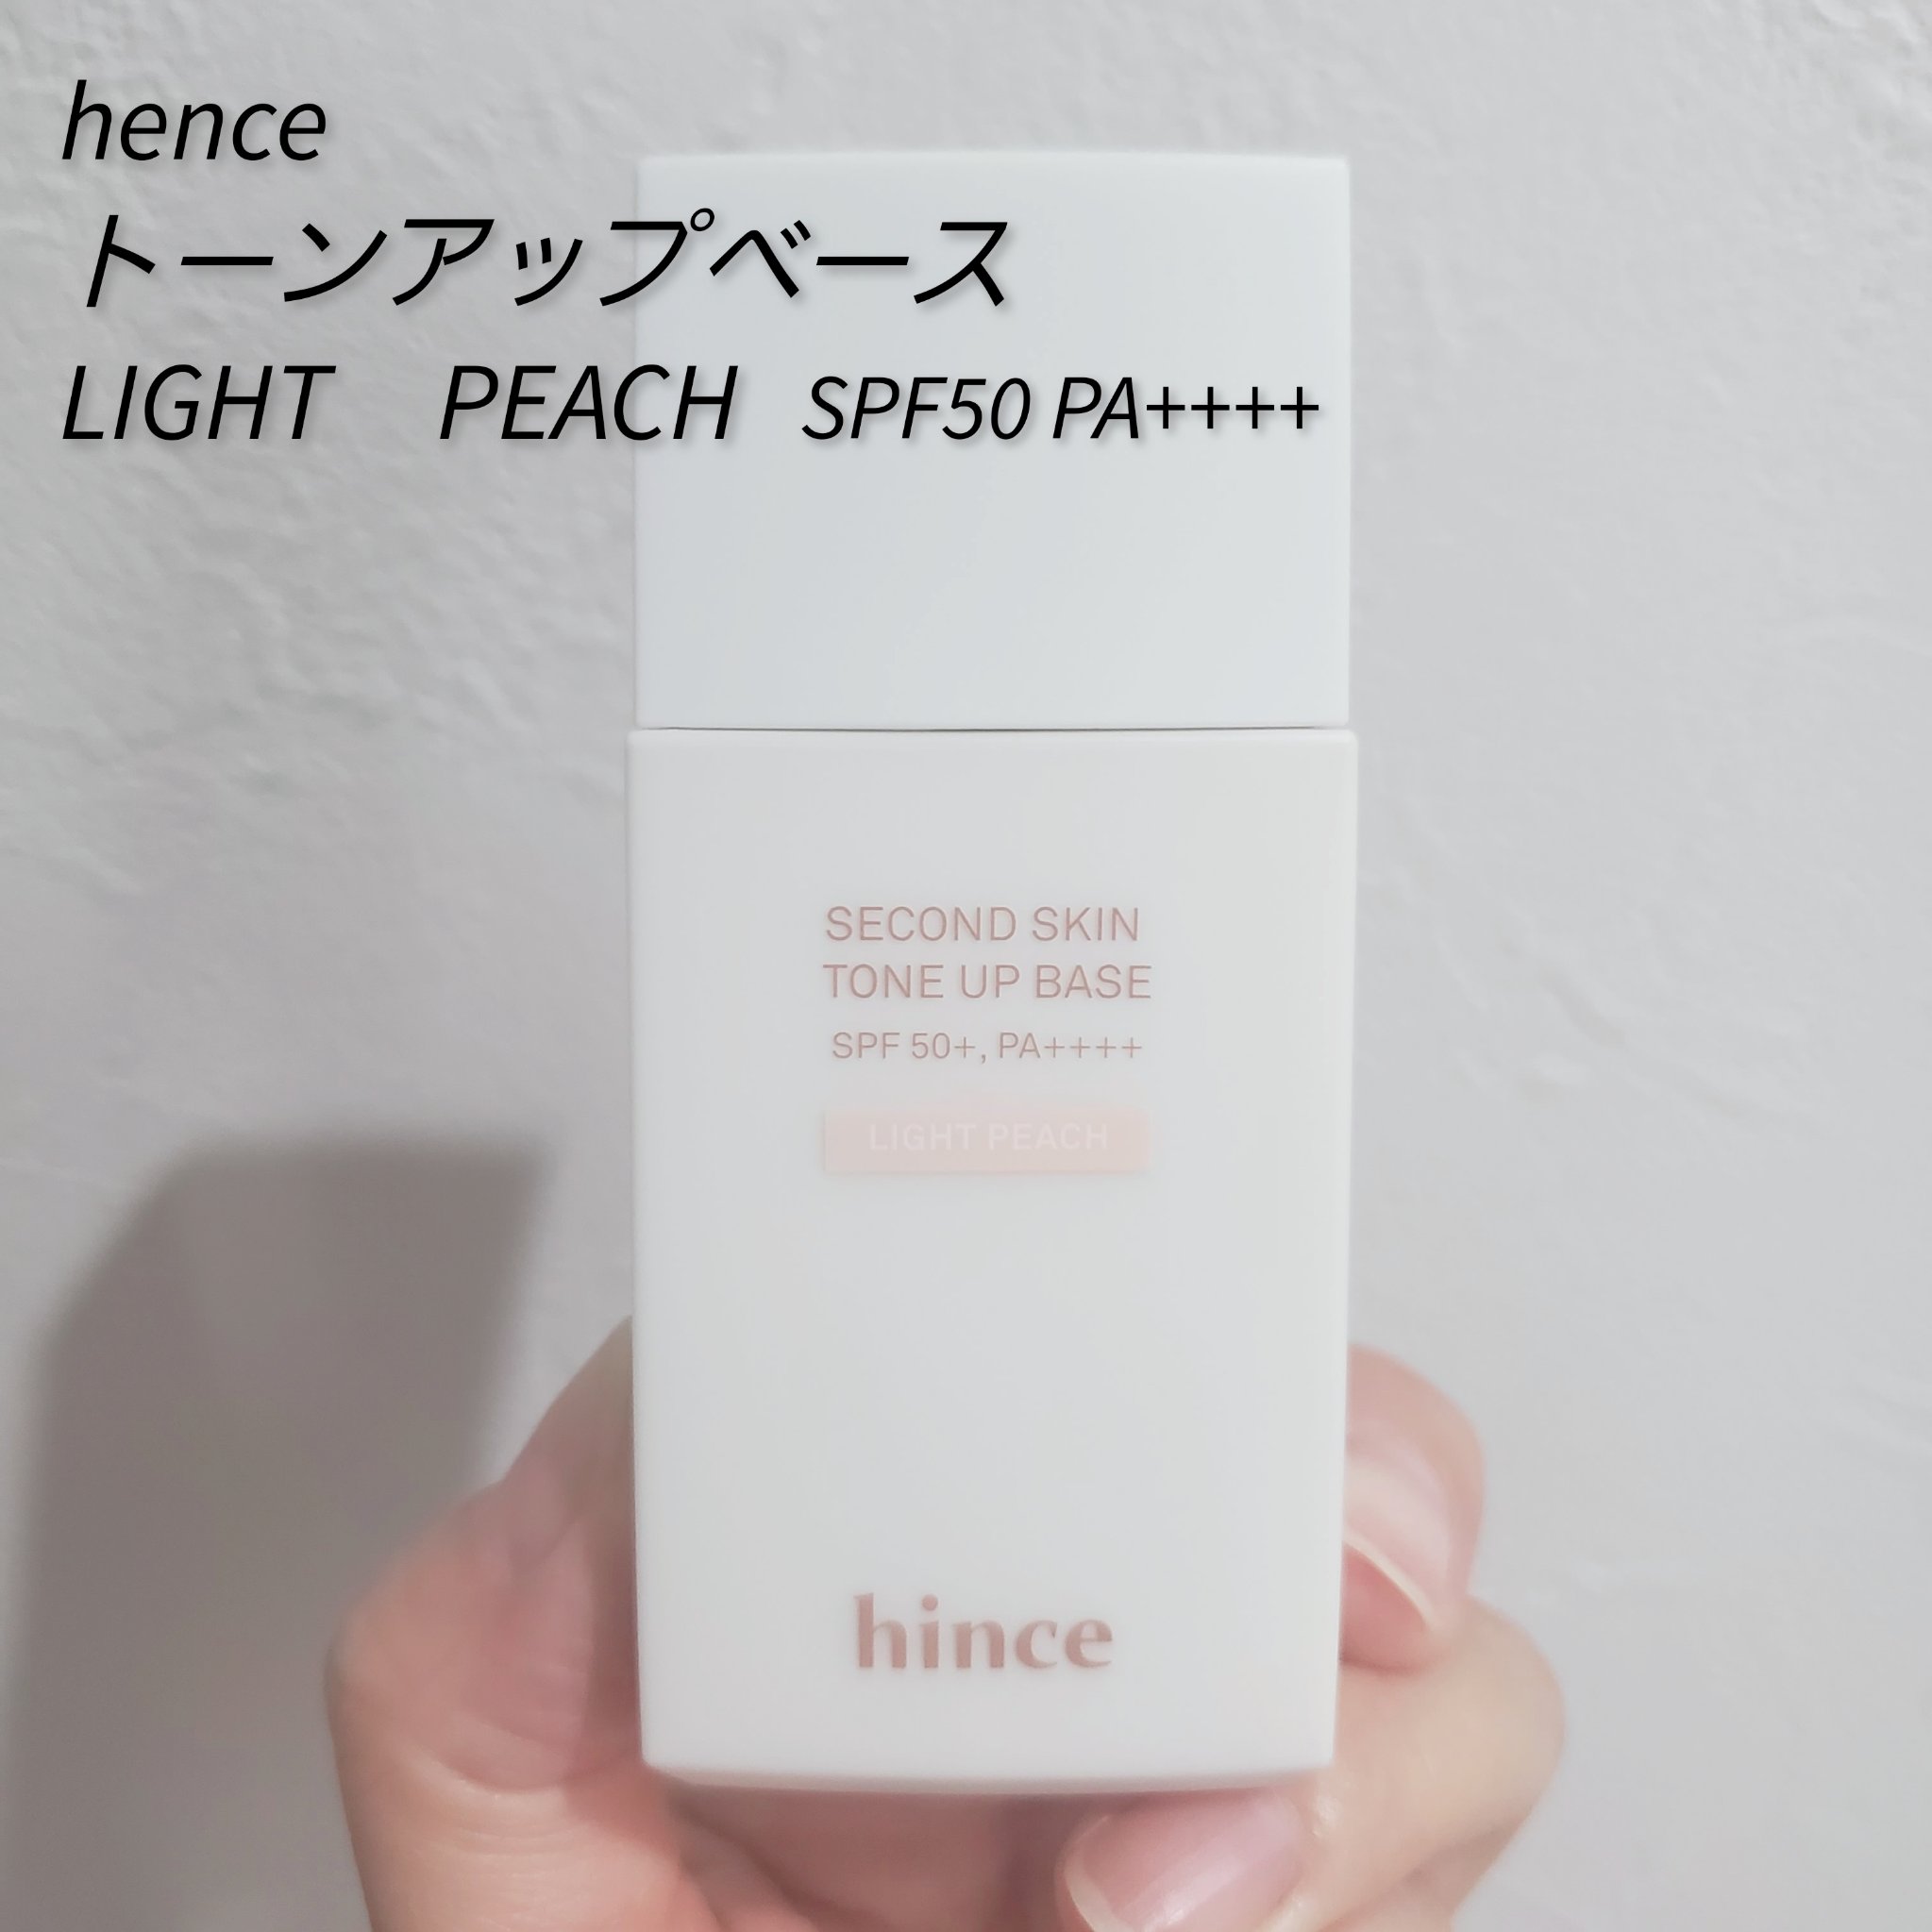 hence
トーンアップベース
LIGHT　PEACH SPF50 PA++++
SECOND SKIN
TONE UP BASE
SPF 50+, PA++++
LIGHT PEACH
hince